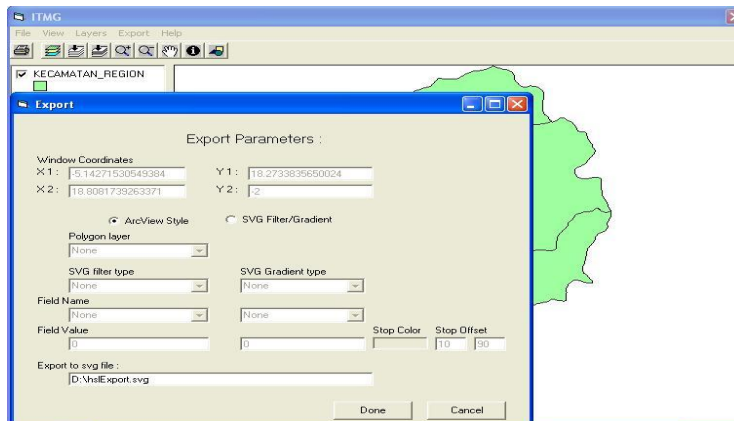 ITMG
File View Layers Export Help
KECAMATAN_REGION
Export
Export Parameters :
Window Coordinates
X1: -5.14271530549384 Y1: 18.2733835650024
X2: 18.8081739263371 Y2: -2
ArcView Style SVG Filter/Gradient
Polygon layer
None
SVG filter type SVG Gradient type
None None
Field Name
None None
Field Value Stop Color Stop Offset
0 0 10 90
Export to svg file :
D:\hslExport.svg
Done Cancel